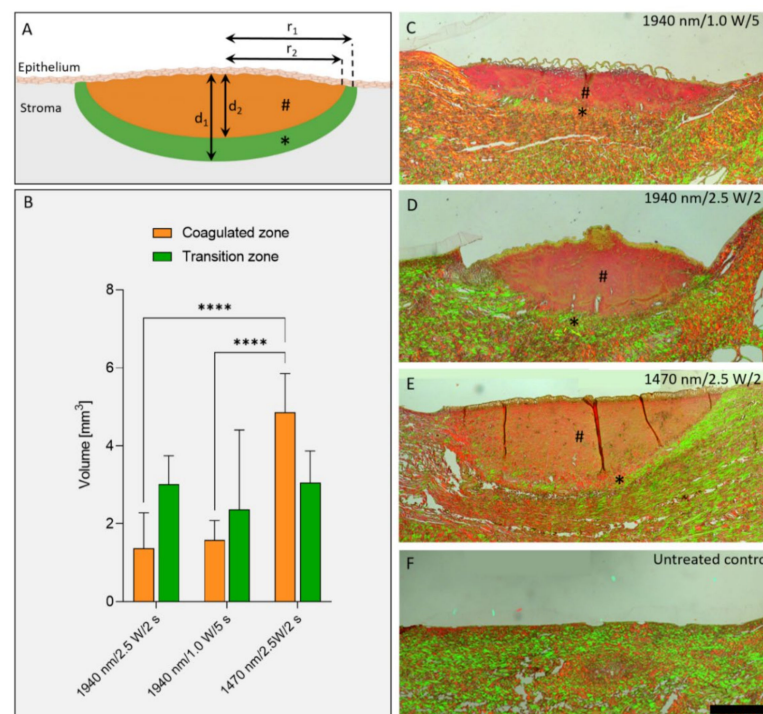 A
r1
r2
Epithelium
Stroma
d1
d2
#
*
B
Coagulated zone
Transition zone
****
****
8
6
4
2
0
Volume [mm³]
1940 nm/2.5 W/2 s
1940 nm/1.0 W/5s
1470 nm/2.5W/2 s
C
1940 nm/1.0 W/5
#
*
D
1940 nm/2.5 W/2
#
*
E
1470 nm/2.5 W/2
#
*
F
Untreated contro